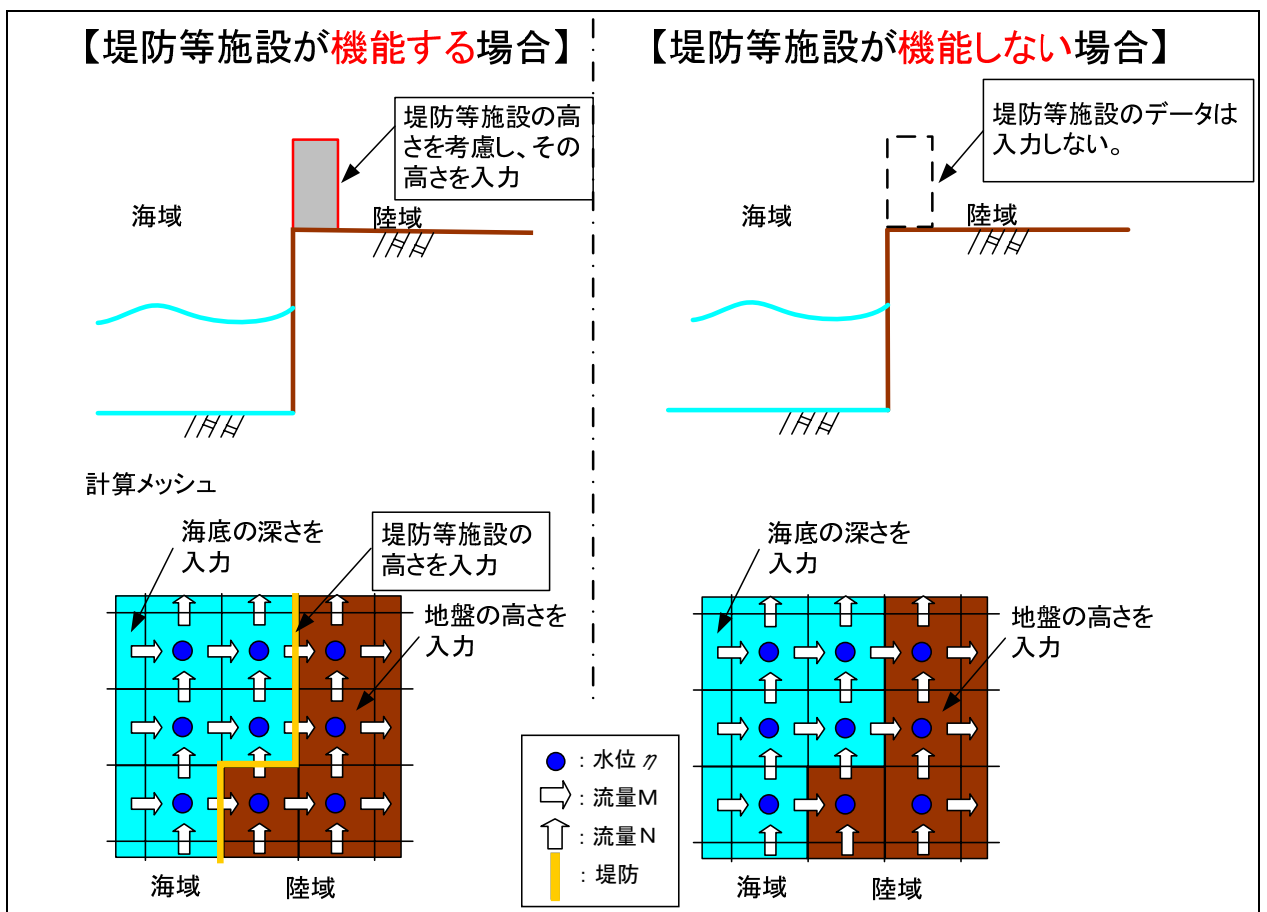 【堤防等施設が機能する場合】
堤防等施設の高
さを考慮し、その
高さを入力
海域
陸域
計算メッシュ
海底の深さを
入力
堤防等施設の
高さを入力
地盤の高さを
入力
海域
陸域
【堤防等施設が機能しない場合】
堤防等施設のデータは
入力しない。
海域
陸域
海底の深さを
入力
地盤の高さを
入力
海域
陸域
：水位η
：流量M
：流量N
：堤防